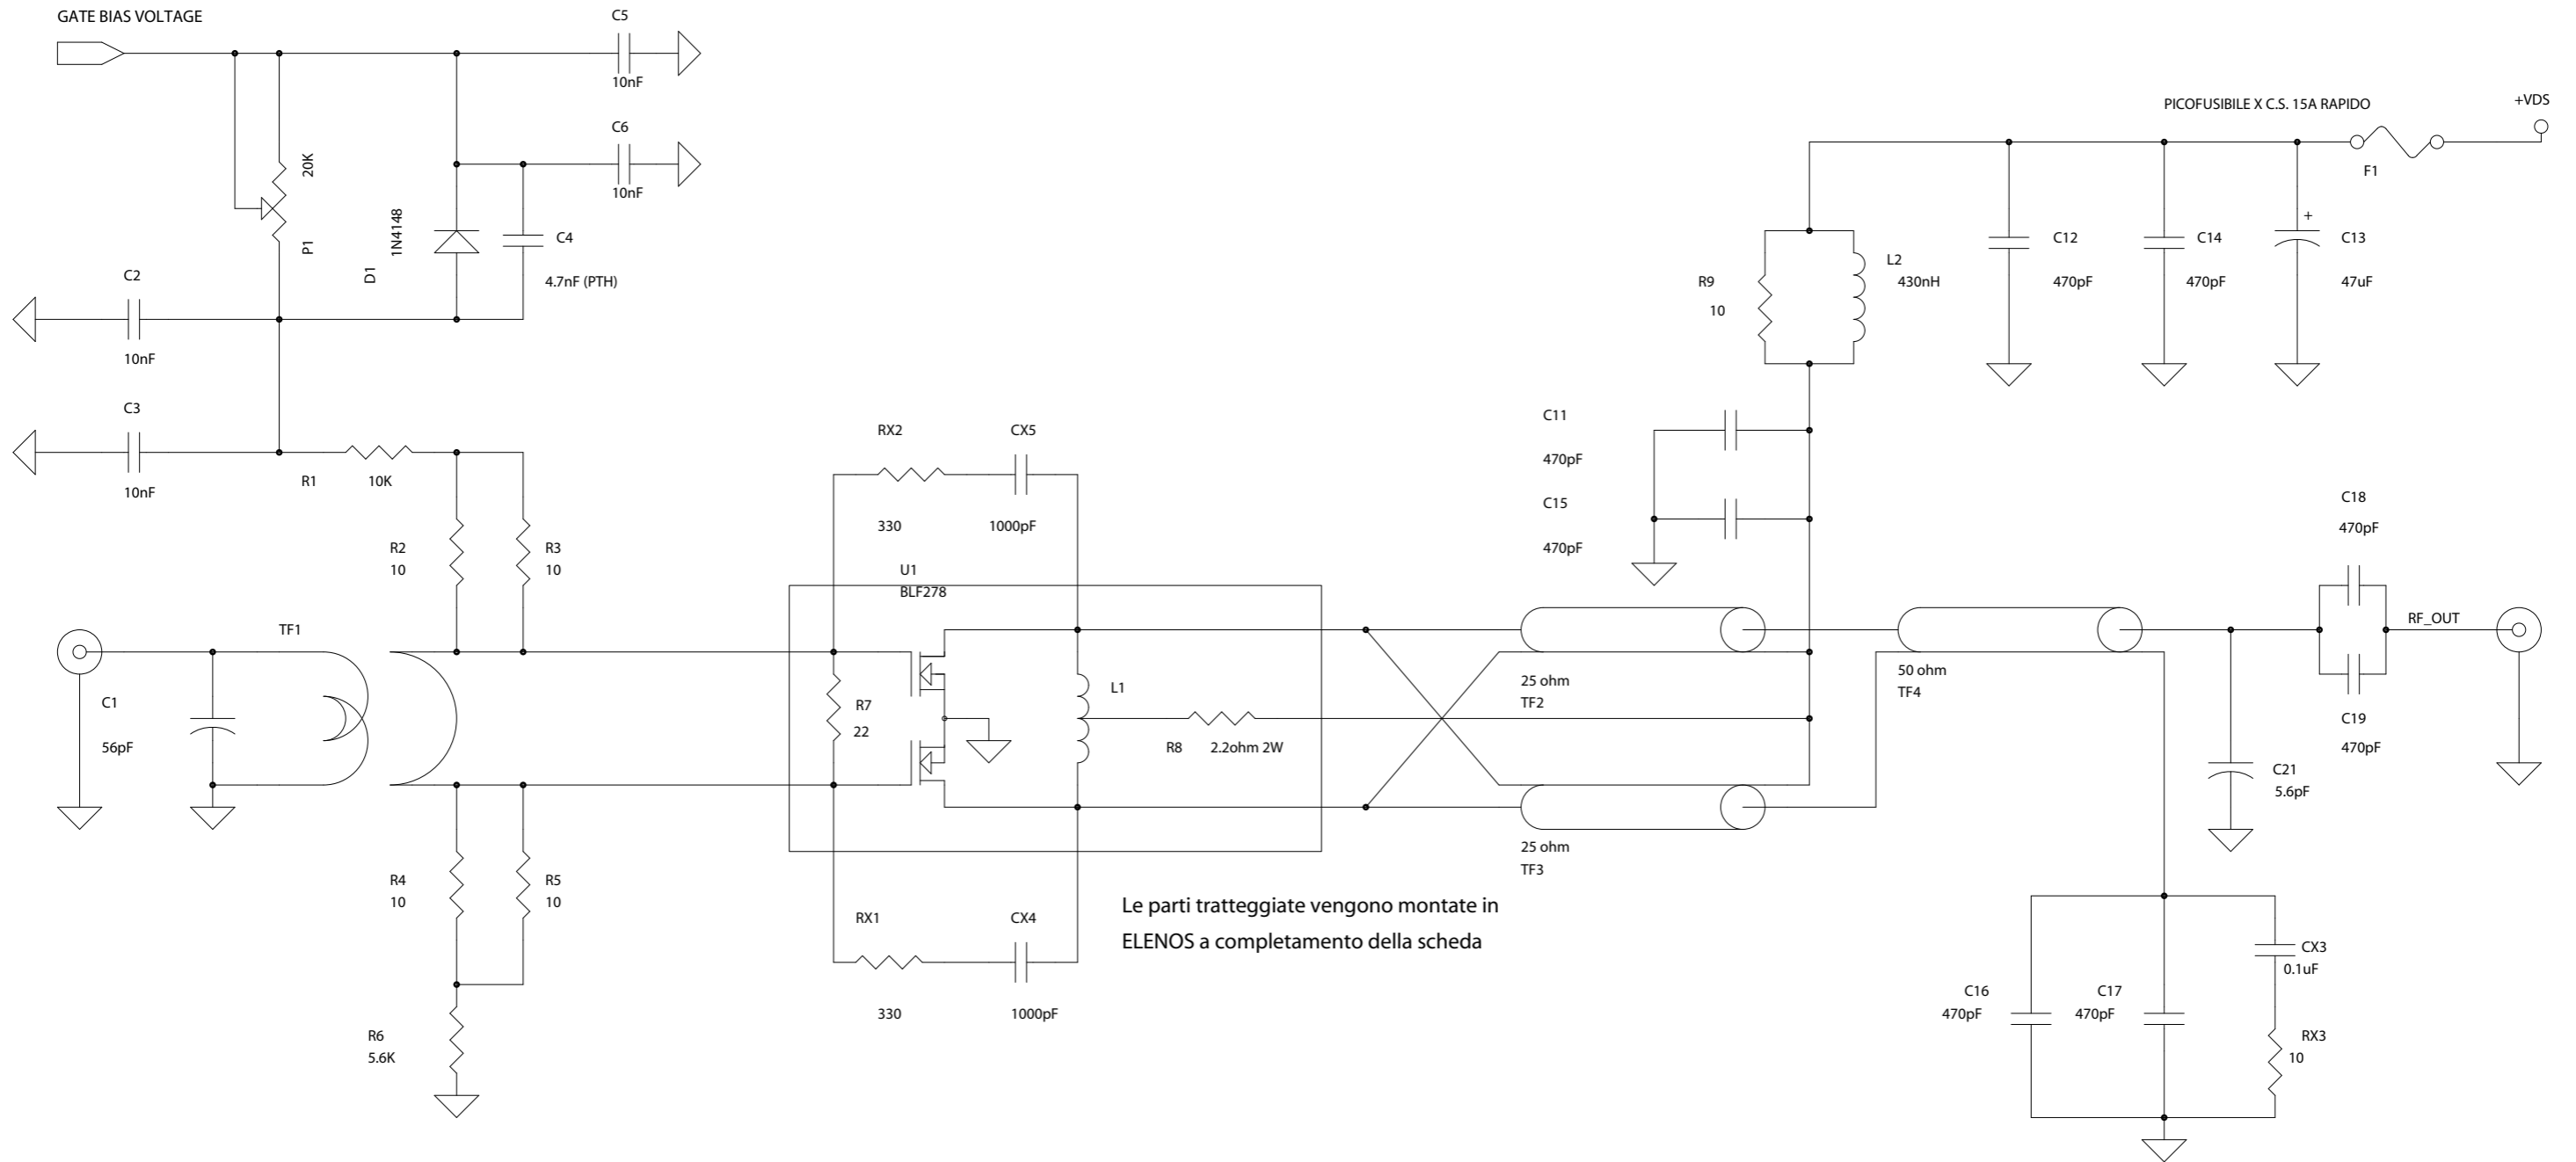 GATE BIAS VOLTAGE
C5
10nF
C6
10nF
20K
P1
1N4148
D1
C4
4.7nF (PTH)
C2
10nF
C3
10nF
R1
10K
R2
10
R3
10
TF1
C1
56pF
R4
10
R5
10
R6
5.6K
RX2
330
CX5
1000pF
U1
BLF278
R7
22
L1
R8
2.2ohm 2W
RX1
330
CX4
1000pF
Le parti tratteggiate vengono montate in
ELENOS a completamento della scheda
PICOFUSIBILE X C.S. 15A RAPIDO
F1
+VDS
R9
10
L2
430nH
C12
470pF
C14
470pF
+
C13
47uF
C11
470pF
C15
470pF
25 ohm
TF2
25 ohm
TF3
50 ohm
TF4
C18
470pF
RF_OUT
C19
470pF
C21
5.6pF
C16
470pF
C17
470pF
CX3
0.1uF
RX3
10